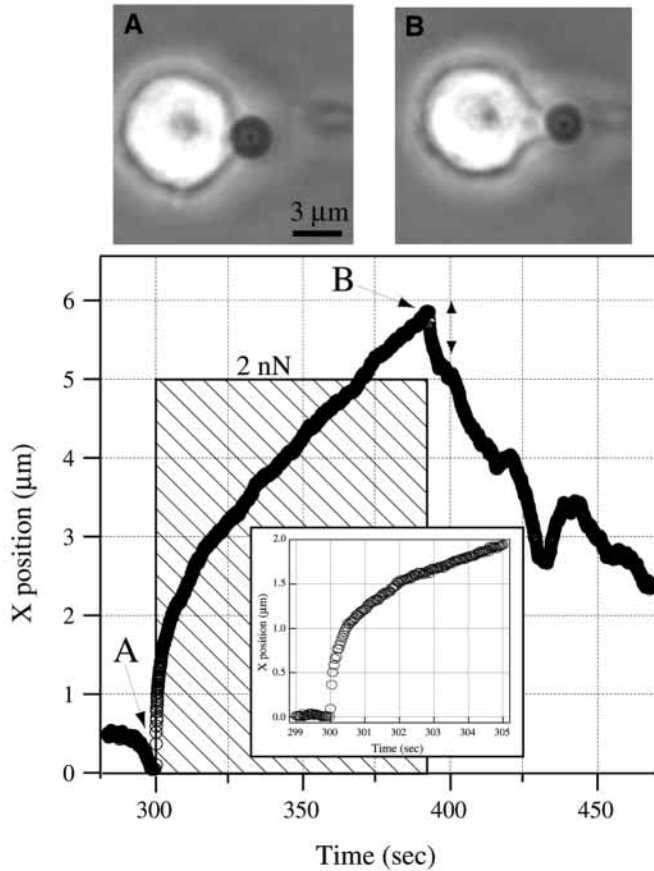 A
B
3 μm
6
5
4
3
2
1
0
X position (μm)
B
2 nN
A
2.0
1.5
1.0
0.5
0.0
X position (μm)
299 300 301 302 303 304 305
Time (sec)
300 350 400 450
Time (sec)